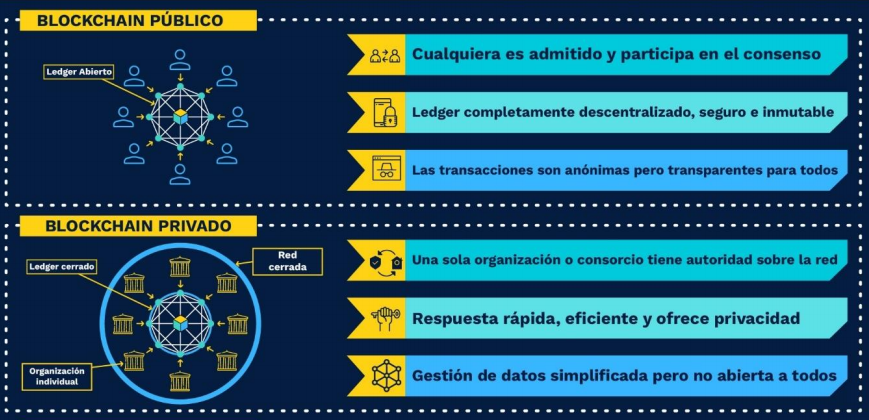 BLOCKCHAIN PÚBLICO
Ledger Abierto
Cualquiera es admitido y participa en el consenso
Ledger completamente descentralizado, seguro e inmutable
Las transacciones son anónimas pero transparentes para todos
BLOCKCHAIN PRIVADO
Red
cerrada
Ledger cerrado
Organización
individual
Una sola organización o consorcio tiene autoridad sobre la red
Respuesta rápida, eficiente y ofrece privacidad
Gestión de datos simplificada pero no abierta a todos